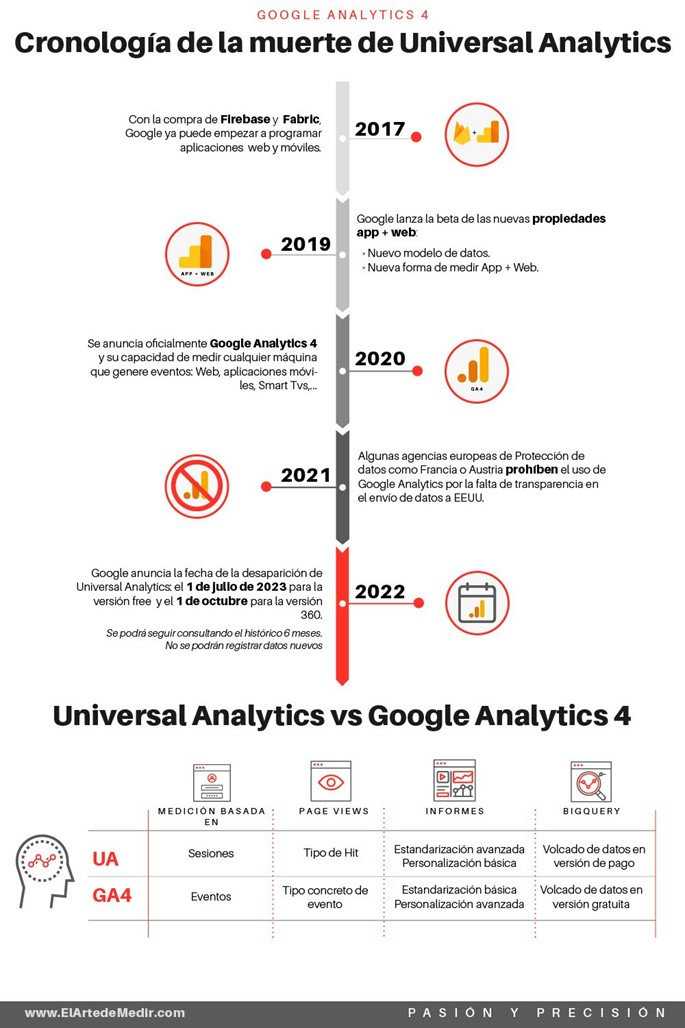 GOOGLE ANALYTICS 4
Cronología de la muerte de Universal Analytics
Con la compra de Firebase y Fabric,
Google ya puede empezar a programar
aplicaciones web y móviles.
2017
+
2019
APP + WEB
Google lanza la beta de las nuevas propiedades
app + web:
• Nuevo modelo de datos.
• Nueva forma de medir App + Web.
Se anuncia oficialmente Google Analytics 4
y su capacidad de medir cualquier máquina
que genere eventos: Web, aplicaciones móvi-
les, Smart Tvs,...
2020
GA4
2021
Algunas agencias europeas de Protección de
datos como Francia o Austria prohíben el uso de
Google Analytics por la falta de transparencia en
el envío de datos a EEUU.
Google anuncia la fecha de la desaparición de
Universal Analytics: el 1 de julio de 2023 para la
versión free y el 1 de octubre para la versión
360.
Se podrá seguir consultando el histórico 6 meses.
No se podrán registrar datos nuevos
2022
Universal Analytics vs Google Analytics 4
MEDICIÓN BASADA
EN
PAGE VIEWS
INFORMES
BIGQUERY
UA
Sesiones
Tipo de Hit
Estandarización avanzada
Personalización básica
Volcado de datos en
versión de pago
GA4
Eventos
Tipo concreto de
evento
Estandarización básica
Personalización avanzada
Volcado de datos en
versión gratuita
www.ElArtedeMedir.com
PASIÓN Y PRECISIÓN